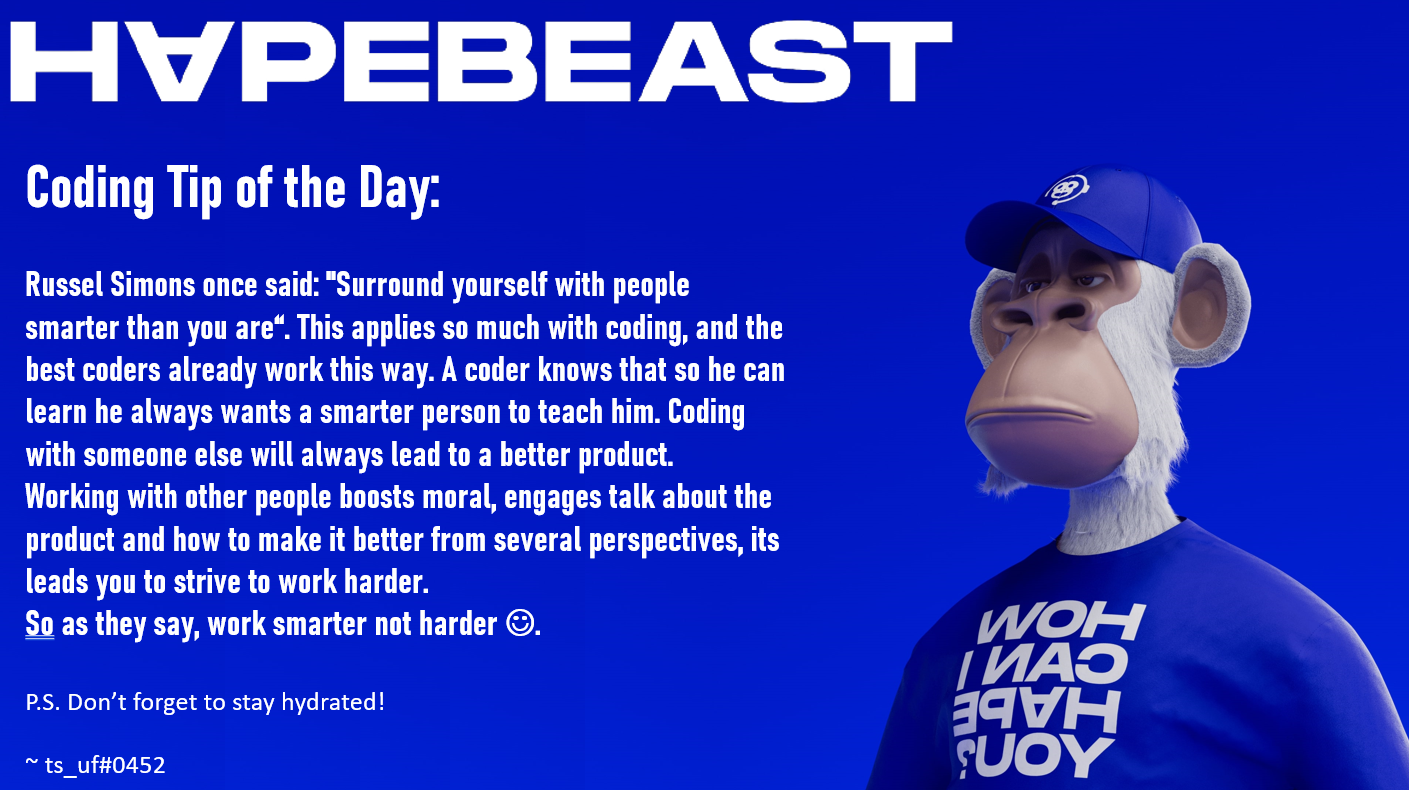 H∀PEBEAST
Coding Tip of the Day:
Russel Simons once said: "Surround yourself with people
smarter than you are“. This applies so much with coding, and the
best coders already work this way. A coder knows that so he can
learn he always wants a smarter person to teach him. Coding
with someone else will always lead to a better product.
Working with other people boosts moral, engages talk about the
product and how to make it better from several perspectives, its
leads you to strive to work harder.
So as they say, work smarter not harder ☺.
P.S. Don’t forget to stay hydrated!
~ ts_uf#0452
HOW
CAN I
H∀PE
YOU?